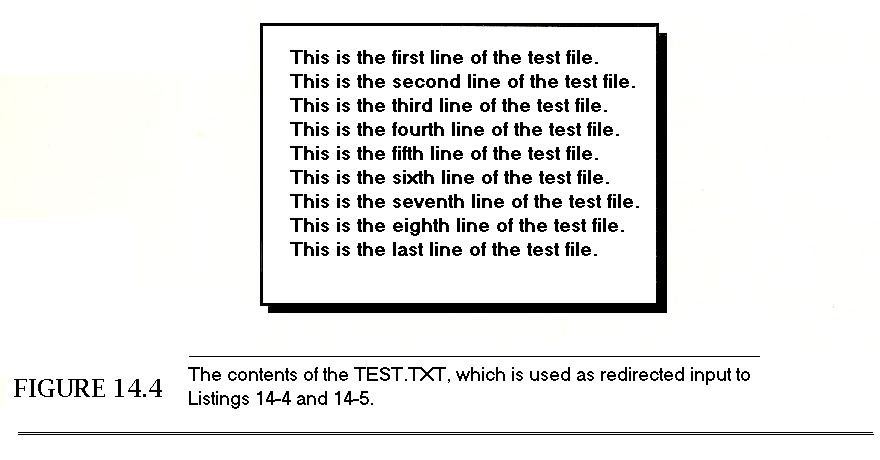 This is the first line of the test file.
This is the second line of the test file.
This is the third line of the test file.
This is the fourth line of the test file.
This is the fifth line of the test file.
This is the sixth line of the test file.
This is the seventh line of the test file.
This is the eighth line of the test file.
This is the last line of the test file.
FIGURE 14.4
The contents of the TEST.TXT, which is used as redirected input to
Listings 14-4 and 14-5.